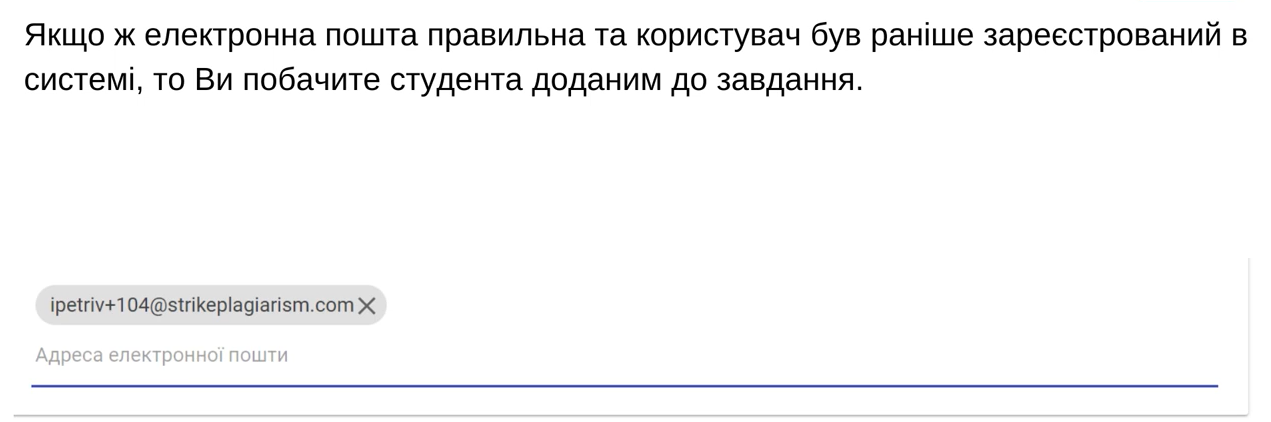 Якщо ж електронна пошта правильна та користувач був раніше зареєстрований в
системі, то Ви побачите студента доданим до завдання.
ipetriv+104@strikeplagiarism.com
Адреса електронної пошти